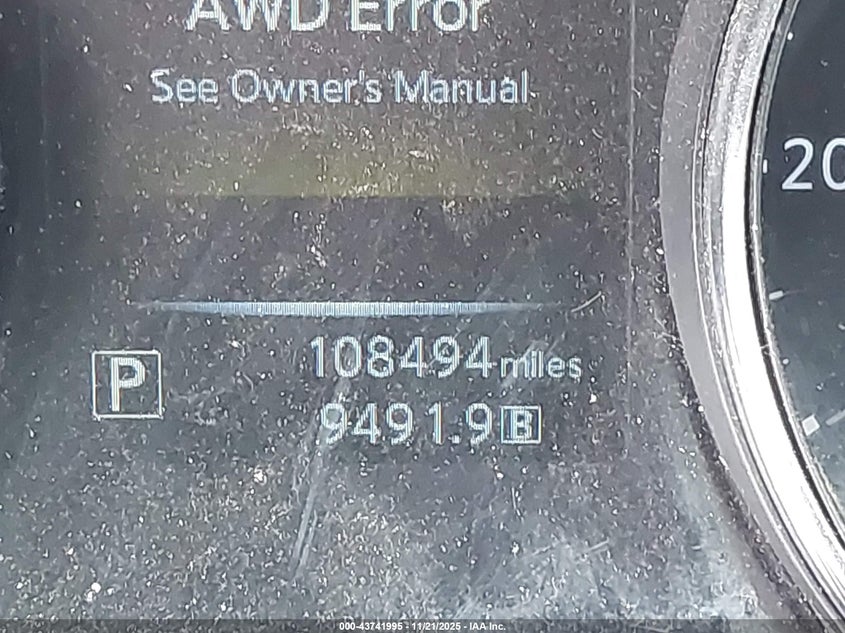 AWD Error
See Owner's Manual
20
108494 miles
P
9491.9 B
000-43741995 - 11/21/2025 - IAA Inc.